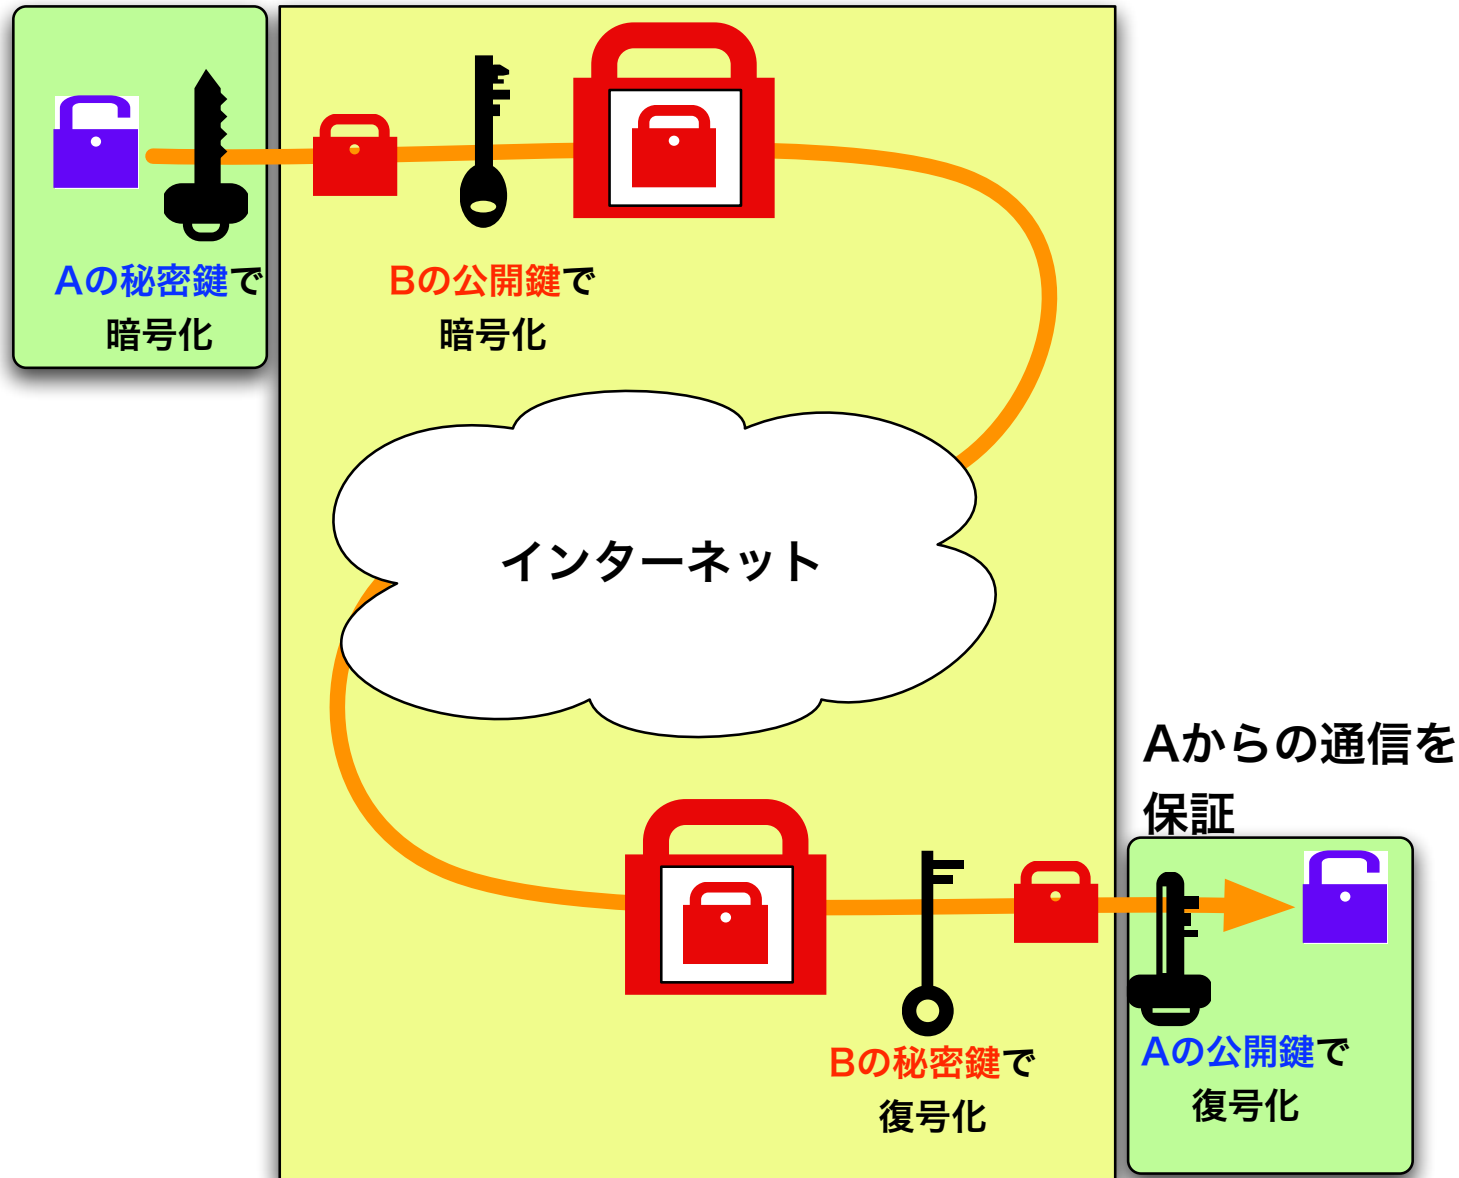 Aの秘密鍵で
暗号化
Bの公開鍵で
暗号化
インターネット
Aからの通信を
保証
Bの秘密鍵で
復号化
Aの公開鍵で
復号化